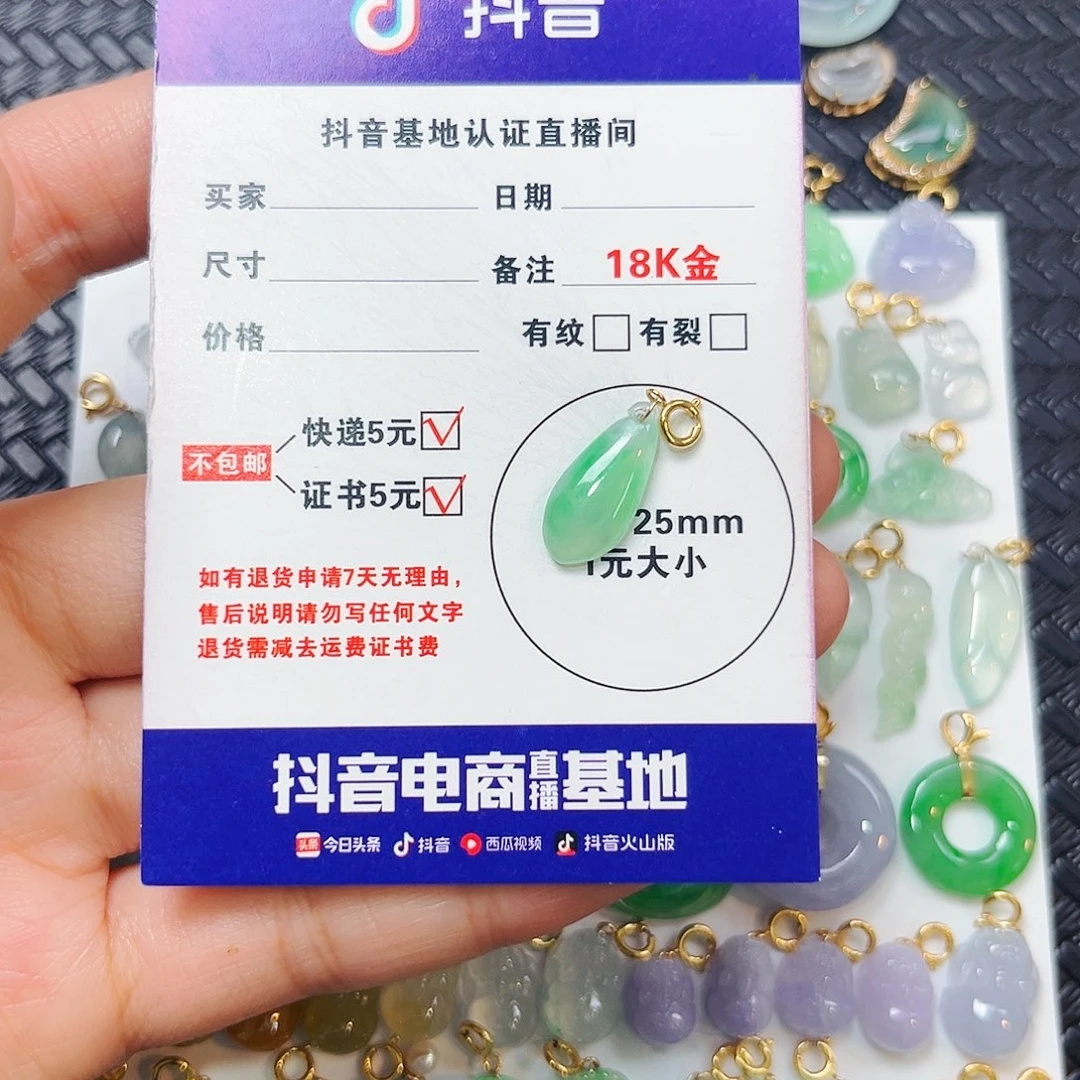 抖音
抖音基地认证直播间
买家 日期
尺寸 备注 18K金
价格 有纹 有裂
不包邮 快递5元
证书5元
25mm
1元大小
如有退货申请7天无理由，
售后说明请勿写任何文字
退货需减去运费证书费
抖音电商直播基地
头条 今日头条 抖音 西瓜视频 抖音火山版